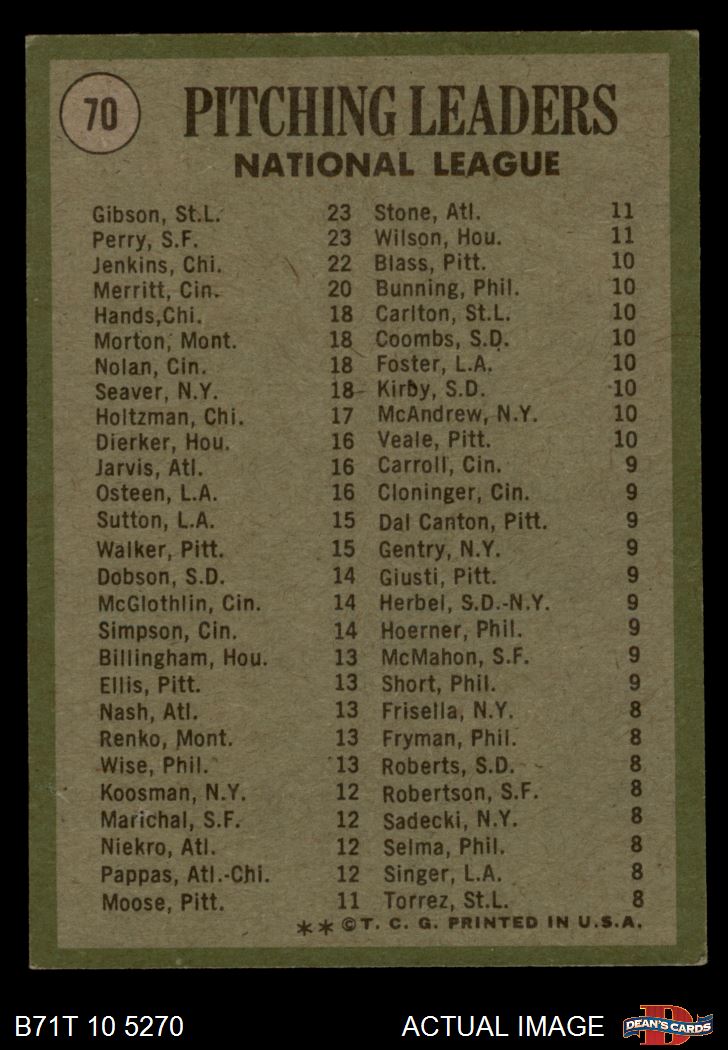 70
PITCHING LEADERS
NATIONAL LEAGUE
Gibson, St.L. 23 Stone, Atl. 11
Perry, S.F. 23 Wilson, Hou. 11
Jenkins, Chi. 22 Blass, Pitt. 10
Merritt, Cin. 20 Bunning, Phil. 10
Hands,Chi. 18 Carlton, St.L. 10
Morton, Mont. 18 Coombs, S.D. 10
Nolan, Cin. 18 Foster, L.A. 10
Seaver, N.Y. 18 Kirby, S.D. 10
Holtzman, Chi. 17 McAndrew, N.Y. 10
Dierker, Hou. 16 Veale, Pitt. 10
Jarvis, Atl. 16 Carroll, Cin. 9
Osteen, L.A. 16 Cloninger, Cin. 9
Sutton, L.A. 15 Dal Canton, Pitt. 9
Walker, Pitt. 15 Gentry, N.Y. 9
Dobson, S.D. 14 Giusti, Pitt. 9
McGlothlin, Cin. 14 Herbel, S.D.-N.Y. 9
Simpson, Cin. 14 Hoerner, Phil. 9
Billingham, Hou. 13 McMahon, S.F. 9
Ellis, Pitt. 13 Short, Phil. 9
Nash, Atl. 13 Frisella, N.Y. 8
Renko, Mont. 13 Fryman, Phil. 8
Wise, Phil. 13 Roberts, S.D. 8
Koosman, N.Y. 12 Robertson, S.F. 8
Marichal, S.F. 12 Sadecki, N.Y. 8
Niekro, Atl. 12 Selma, Phil. 8
Pappas, Atl.-Chi. 12 Singer, L.A. 8
Moose, Pitt. 11 Torrez, St.L. 8
**©T. C. G. PRINTED IN U.S.A.
B71T 10 5270 ACTUAL IMAGE D DEAN'S CARDS